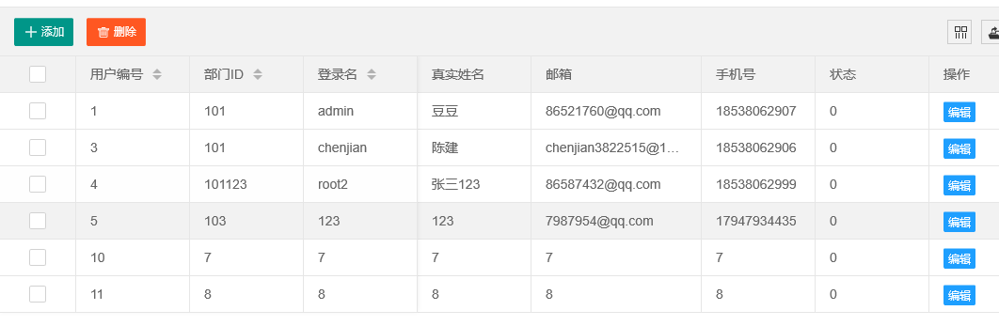 添加 删除
用户编号 部门ID 登录名 真实姓名 邮箱 手机号 状态 操作
1 101 admin 豆豆 86521760@qq.com 18538062907 0 编辑
3 101 chenjian 陈建 chenjian3822515@1... 18538062906 0 编辑
4 101123 root2 张三123 86587432@qq.com 18538062999 0 编辑
5 103 123 123 7987954@qq.com 17947934435 0 编辑
10 7 7 7 7 7 0 编辑
11 8 8 8 8 8 0 编辑